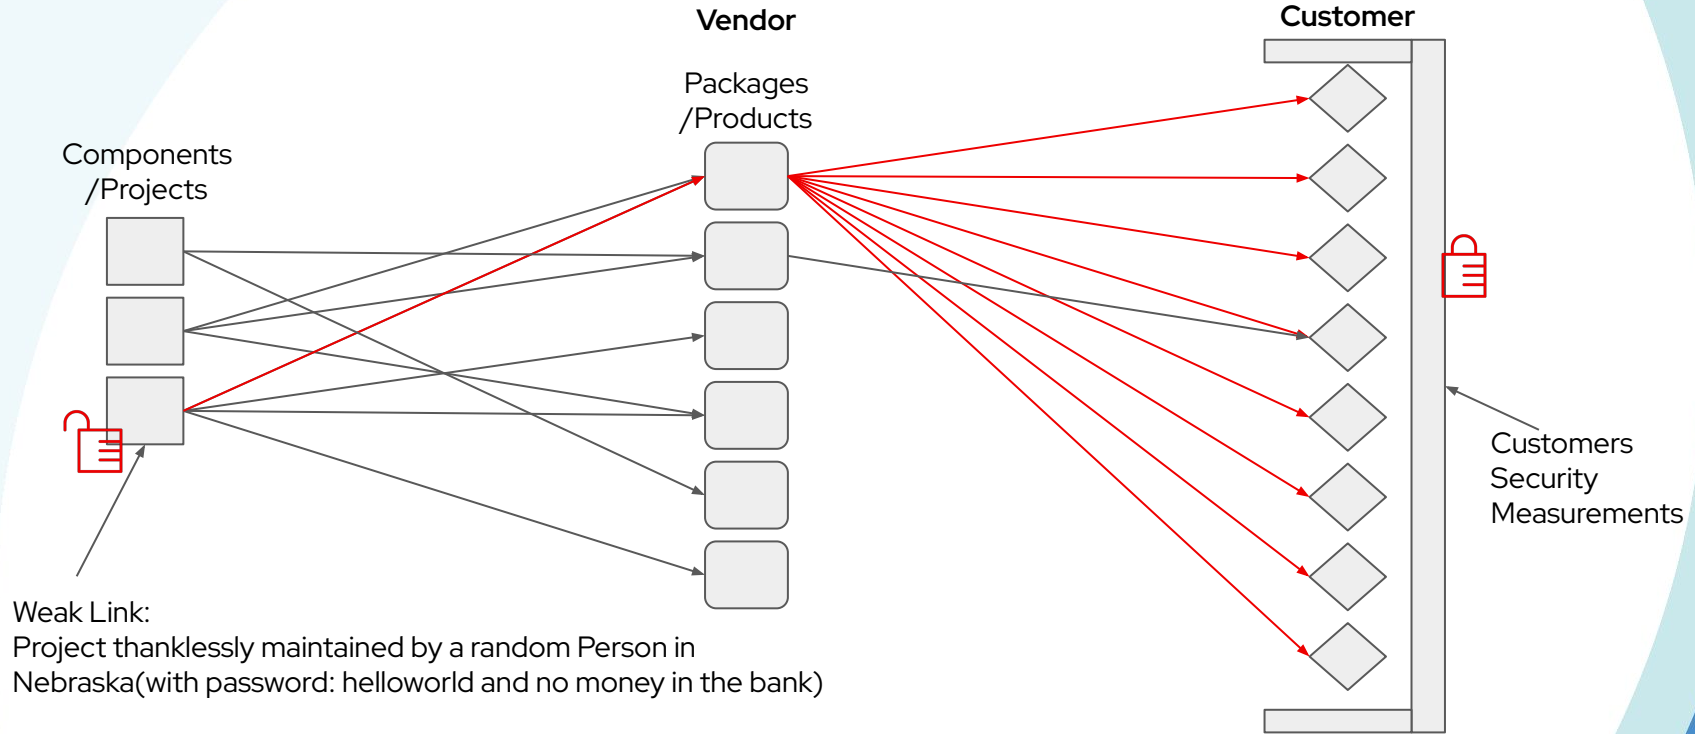 Vendor
Customer
Packages
/Products
Components
/Projects
Customers
Security
Measurements
Weak Link:
Project thanklessly maintained by a random Person in
Nebraska(with password: helloworld and no money in the bank)